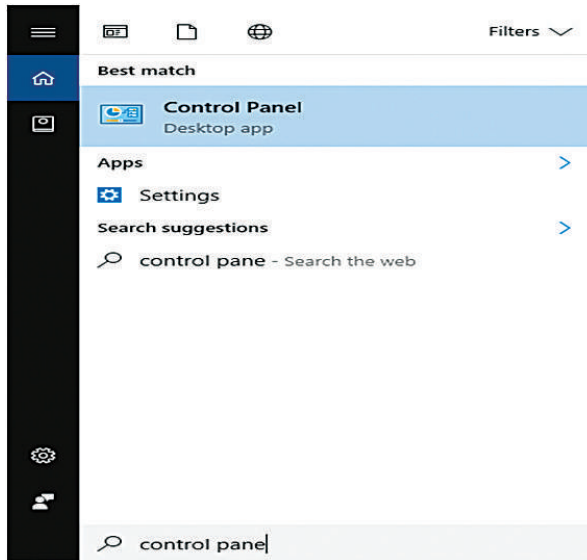 Filters
Best match
Control Panel
Desktop app
Apps
Settings
Search suggestions
control pane - Search the web
control pane